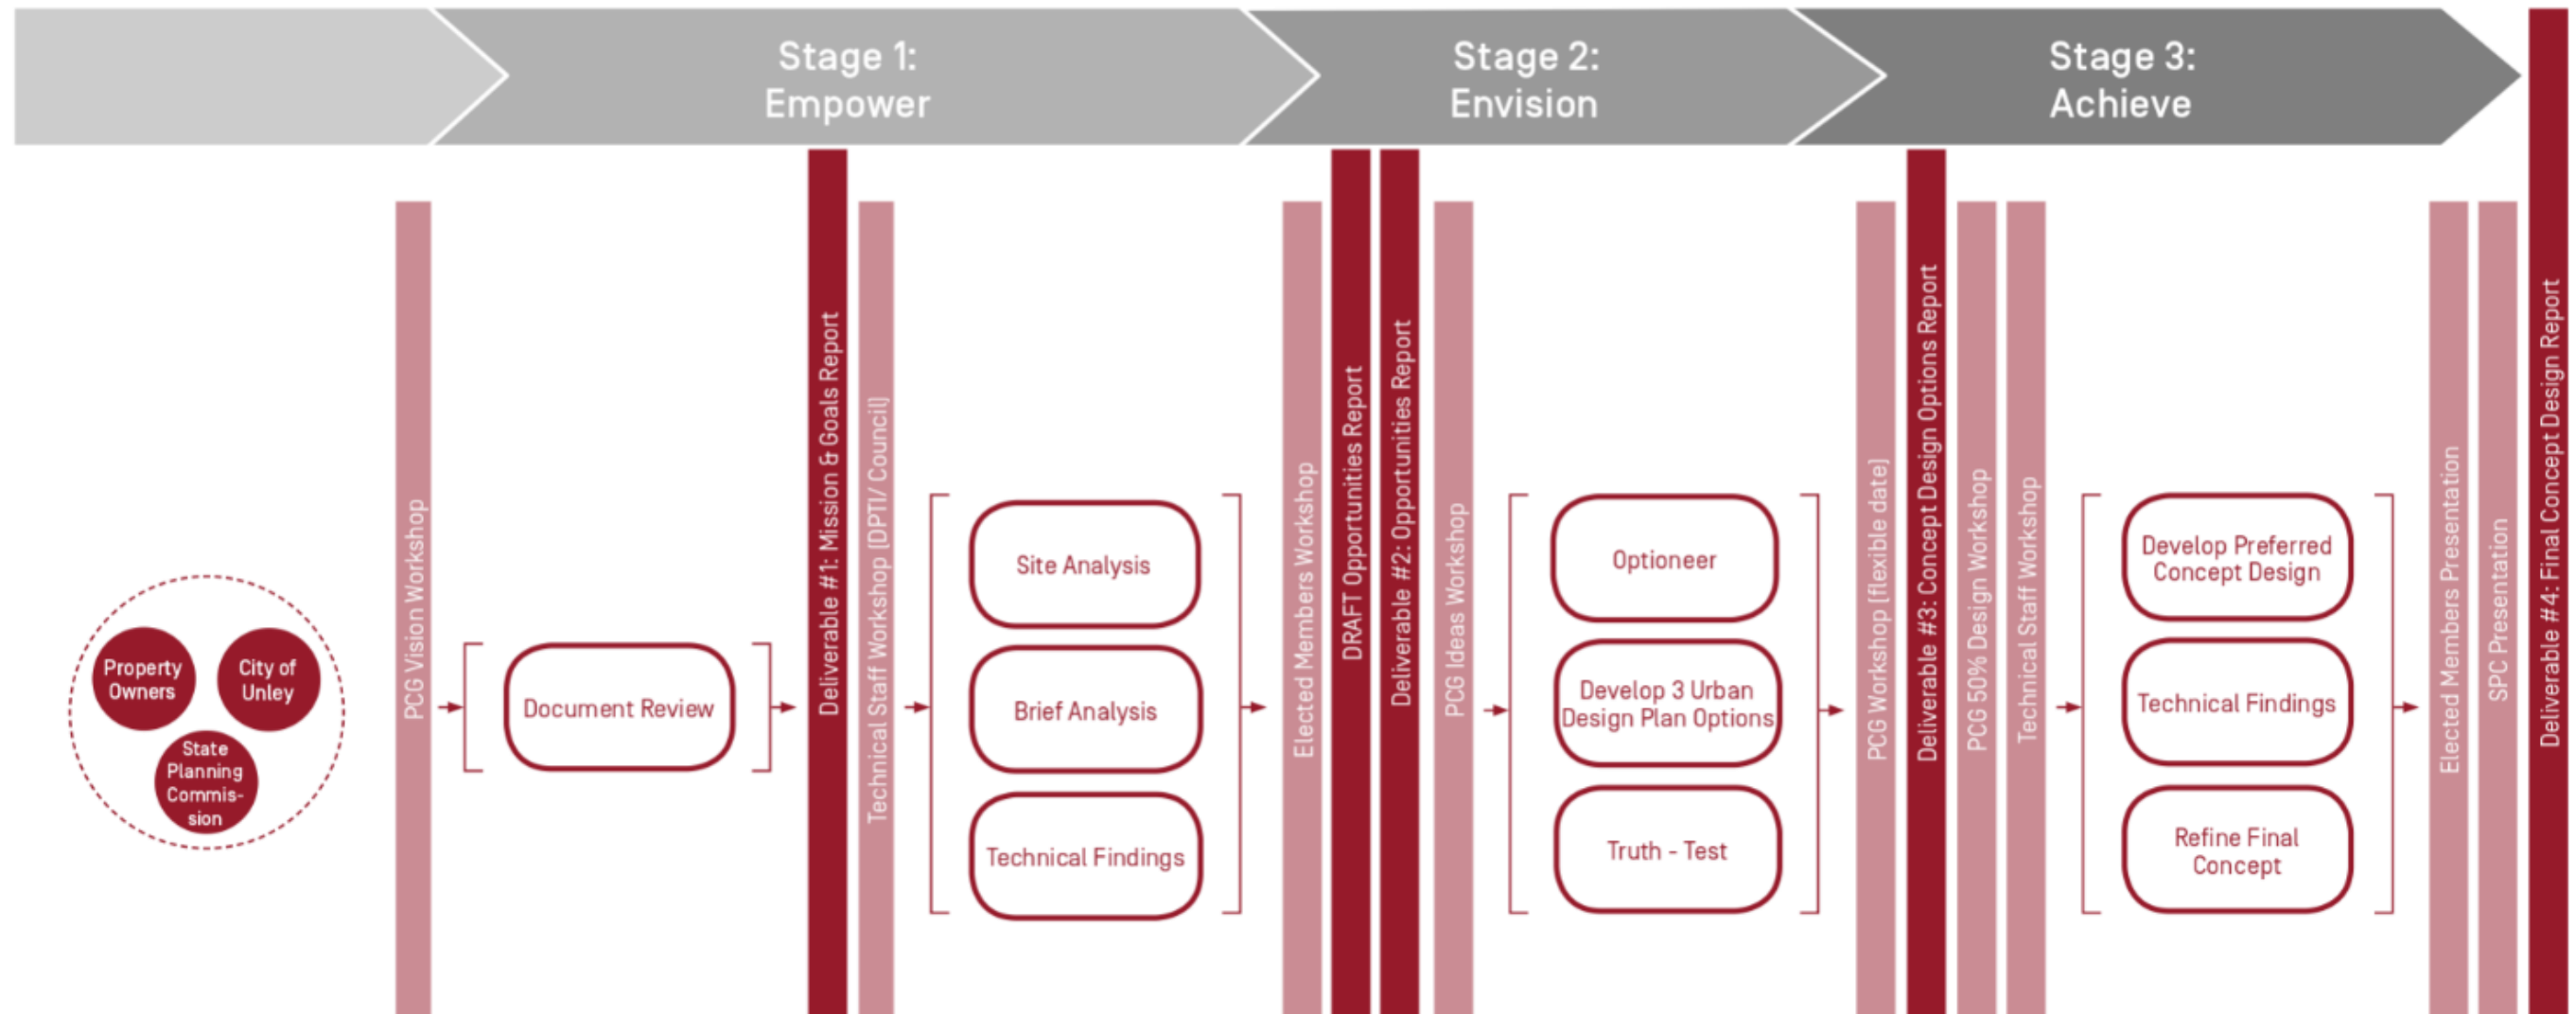 Stage 1:
Empower
Stage 2:
Envision
Stage 3:
Achieve
Property
Owners
City of
Unley
State
Planning
Commis-
sion
PCG Vision Workshop
Document Review
Deliverable #1: Mission & Goals Report
Technical Staff Workshop (DPTI/ Council)
Site Analysis
Brief Analysis
Technical Findings
Elected Members Workshop
DRAFT Opportunities Report
Deliverable #2: Opportunities Report
PCG Ideas Workshop
Optioneer
Develop 3 Urban
Design Plan Options
Truth - Test
PCG Workshop (flexible date)
Deliverable #3: Concept Design Options Report
PCG 50% Design Workshop
Technical Staff Workshop
Develop Preferred
Concept Design
Technical Findings
Refine Final
Concept
Elected Members Presentation
SPC Presentation
Deliverable #4: Final Concept Design Report